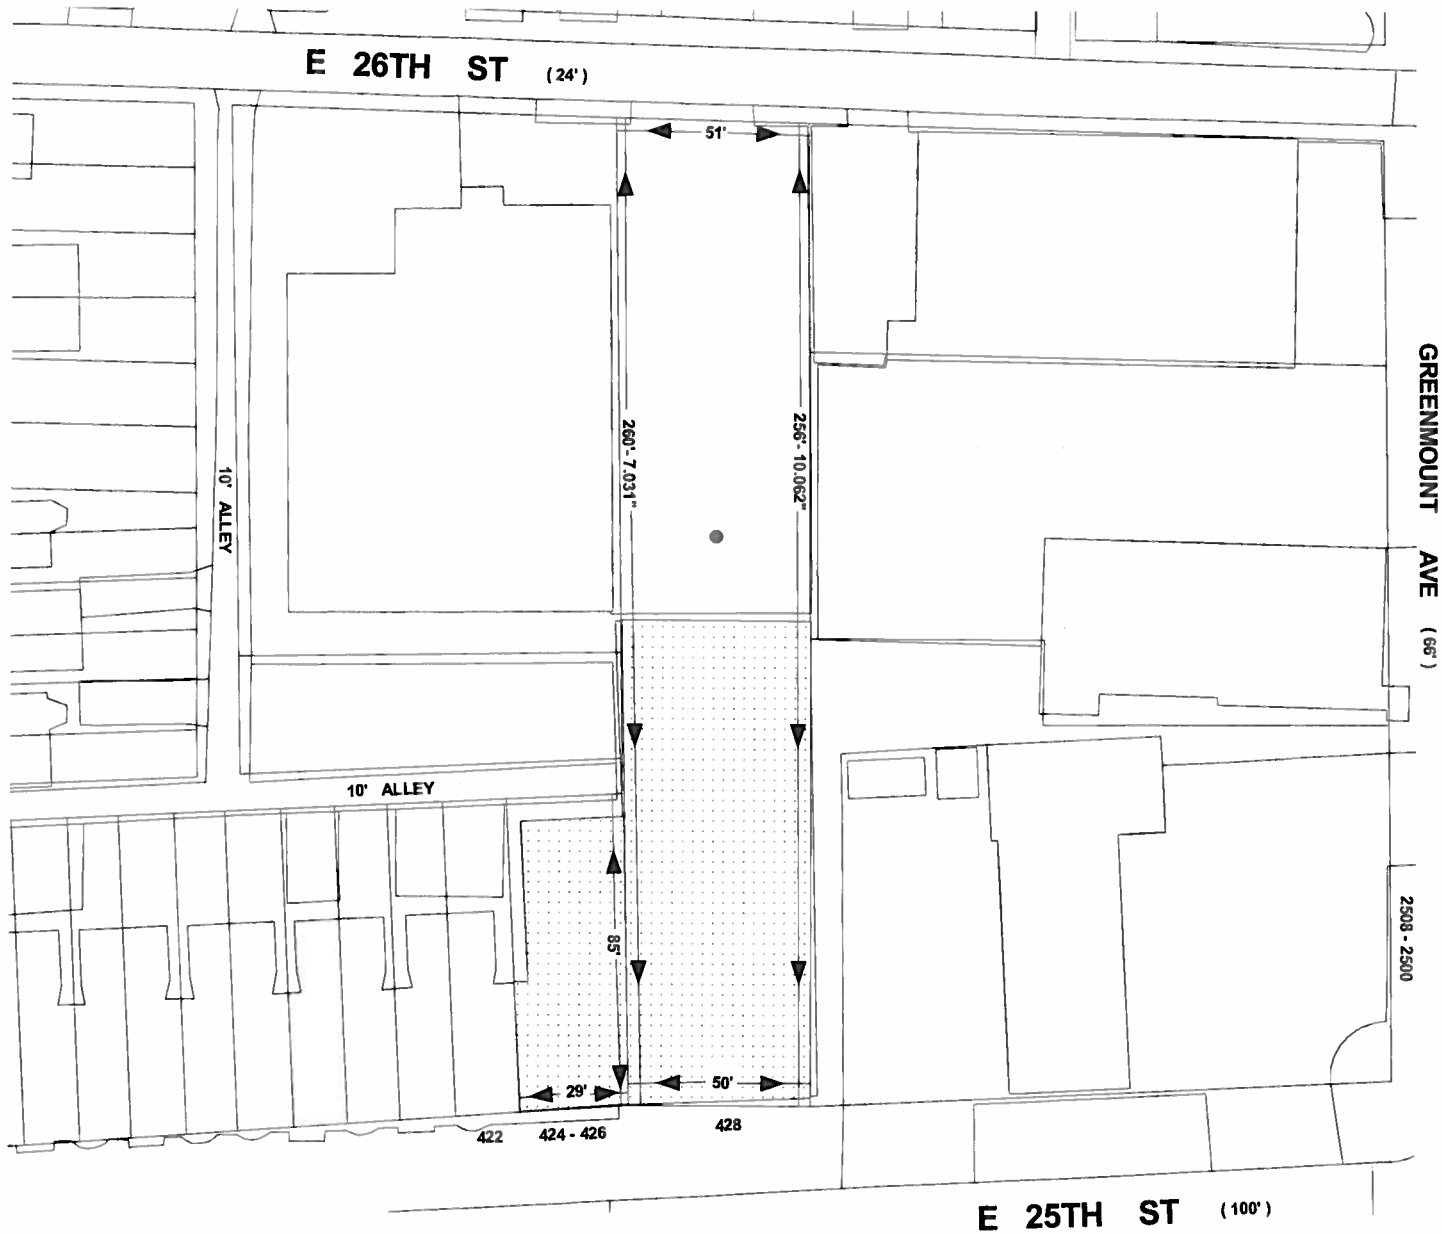 E 26TH ST (24')
51'
GREENMOUNT AVE (66')
260'- 7.031"
256'- 10.062"
10' ALLEY
10' ALLEY
85'
2508 - 2500
29'
50'
422
424 - 426
428
E 25TH ST (100')